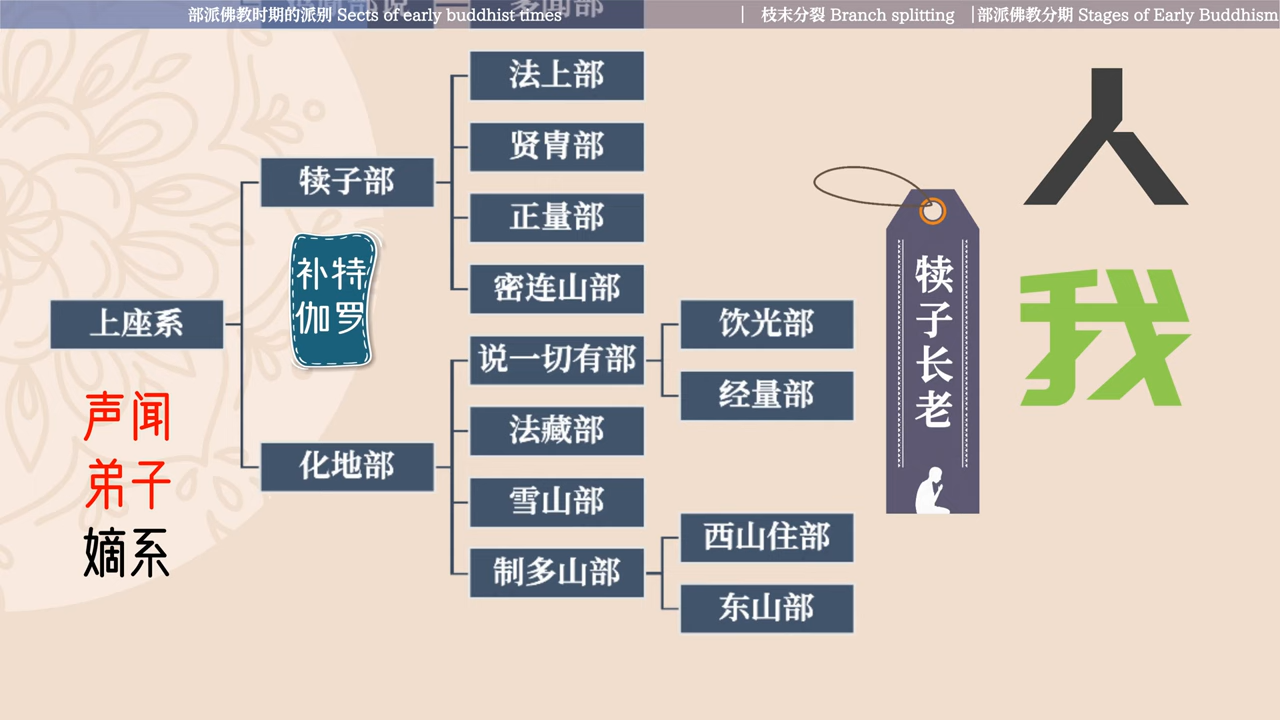 部派佛教时期的派别 Sects of early buddhist times
| 枝末分裂 Branch splitting
|部派佛教分期 Stages of Early Buddhism
多闻部
法上部
贤胄部
正量部
密连山部
犊子部
补特
伽罗
上座系
声闻
弟子
嫡系
化地部
说一切有部
法藏部
雪山部
制多山部
饮光部
经量部
西山住部
东山部
犊子长老
人
我